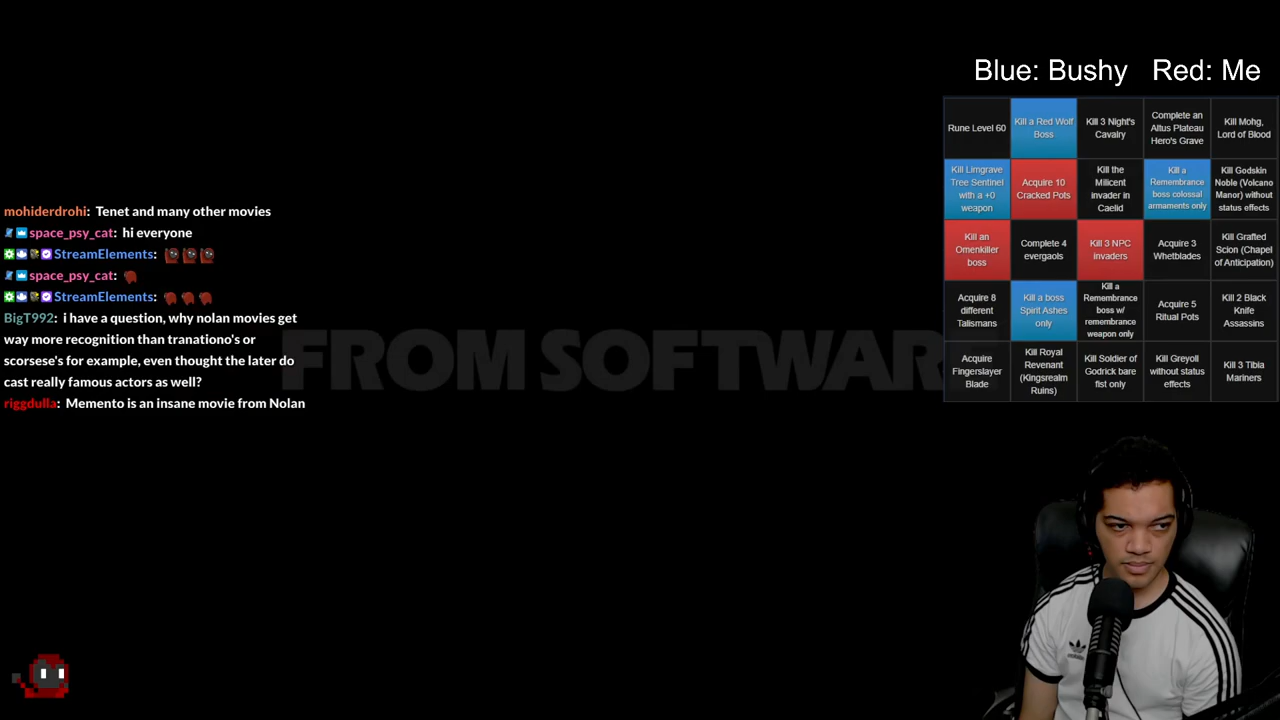 Blue: Bushy Red: Me
Rune Level 60
Kill a Red Wolf
Boss
Kill 3 Night's
Cavalry
Complete an
Altus Plateau
Hero's Grave
Kill Mohg,
Lord of Blood
Kill Limgrave
Tree Sentinel
with a +0
weapon
Acquire 10
Cracked Pots
Kill the
Milicent
invader in
Caelid
Kill a
Remembrance
boss colossal
armaments only
Kill Godskin
Noble (Volcano
Manor) without
status effects
Kill an
Omenkiller
boss
Complete 4
evergaols
Kill 3 NPC
invaders
Acquire 3
Whetblades
Kill Grafted
Scion (Chapel
of Anticipation)
Acquire 8
different
Talismans
Kill a boss
Spirit Ashes
only
Kill a
Remembrance
boss w/
remembrance
weapon only
Acquire 5
Ritual Pots
Kill 2 Black
Knife
Assassins
Acquire
Fingerslayer
Blade
Kill Royal
Revenant
(Kingsrealm
Ruins)
Kill Soldier of
Godrick bare
fist only
Kill Greyoll
without status
effects
Kill 3 Tibia
Mariners
mohiderdrohi: Tenet and many other movies
space_psy_cat: hi everyone
StreamElements:
space_psy_cat:
StreamElements:
BigT992: i have a question, why nolan movies get
way more recognition than tranationo's or
scorsese's for example, even thought the later do
cast really famous actors as well?
riggdulla: Memento is an insane movie from Nolan
FROM SOFTWAR
adidas